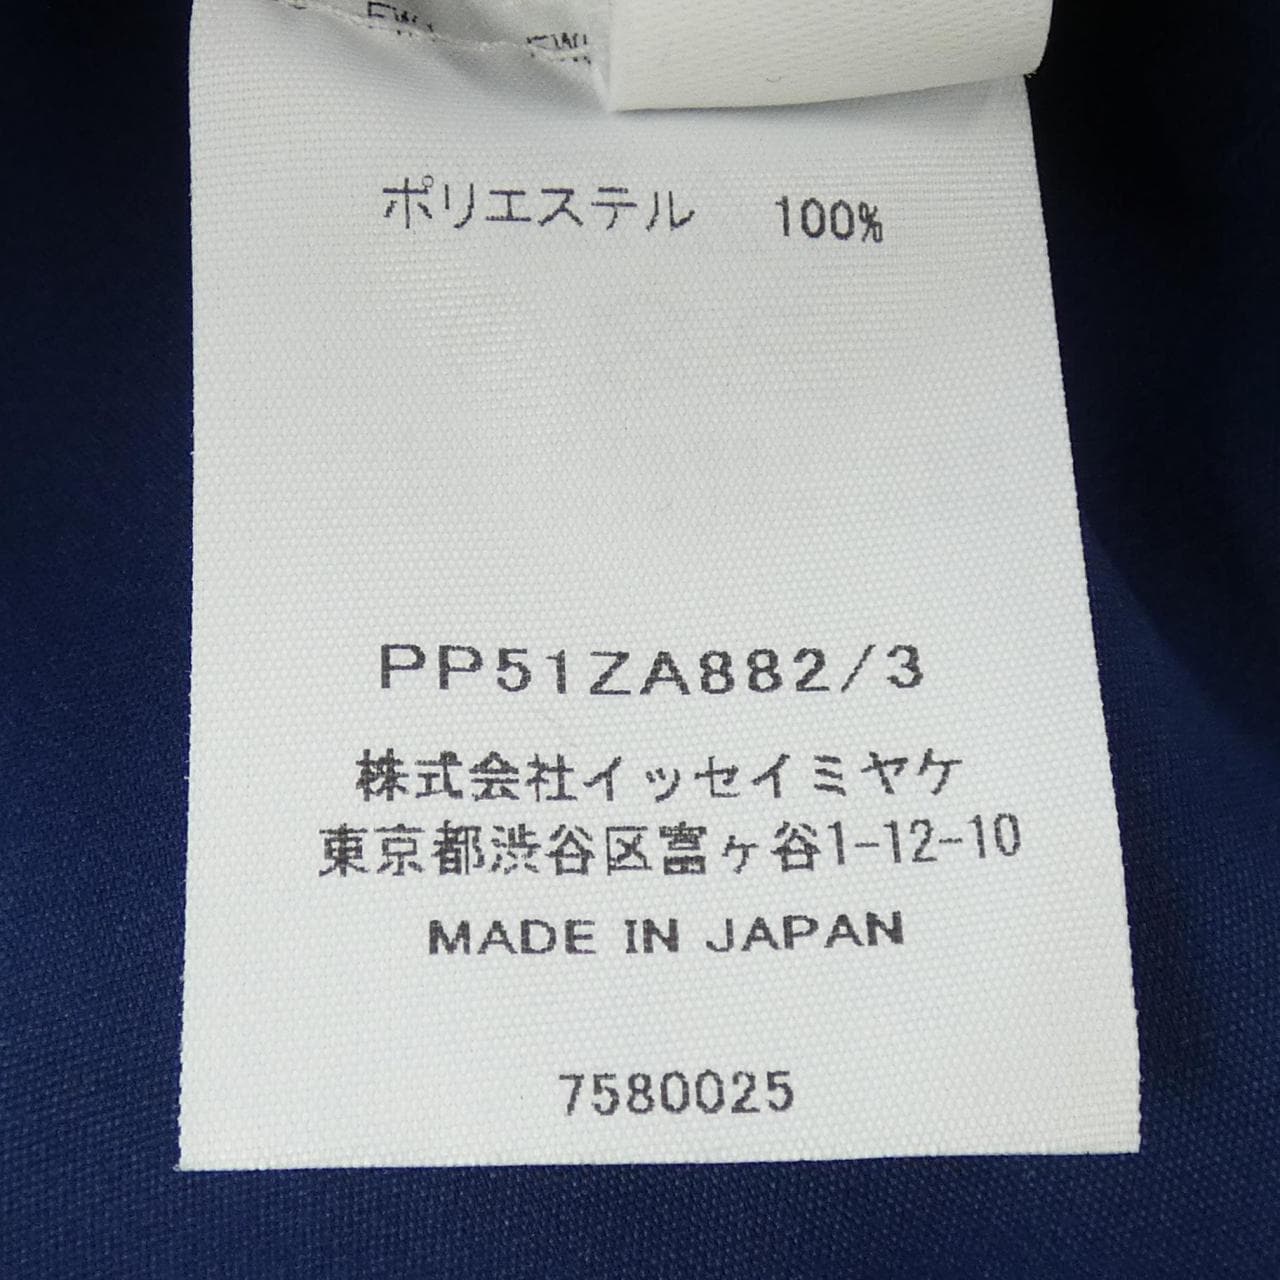 ポリエステル 100%
PP51ZA882/3
株式会社イッセイミヤケ
東京都渋谷区富ヶ谷1-12-10
MADE IN JAPAN
7580025